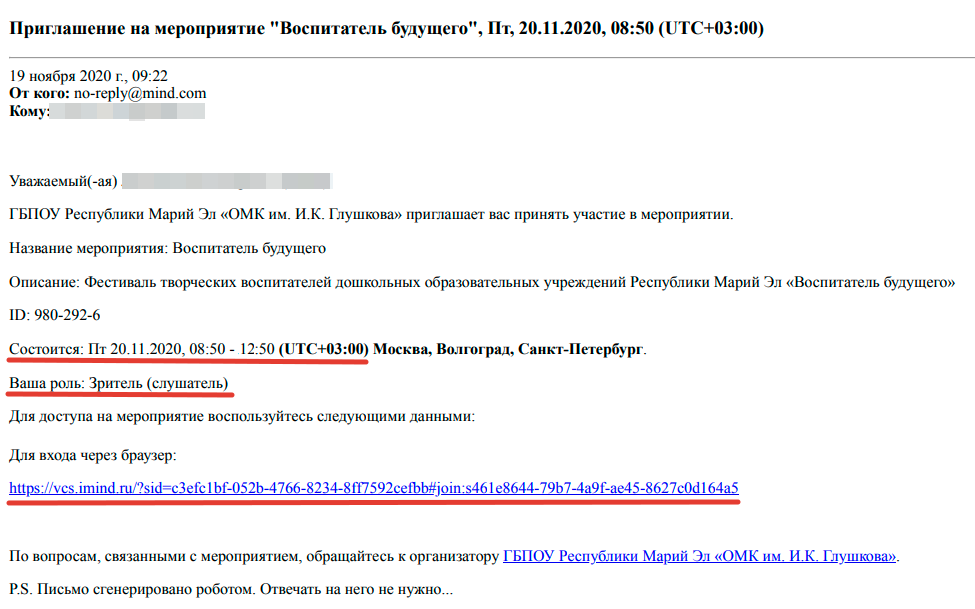 Приглашение на мероприятие "Воспитатель будущего", Пт, 20.11.2020, 08:50 (UTC+03:00)
19 ноября 2020 г., 09:22
От кого: no-reply@mind.com
Кому:
Уважаемый(-ая)
ГБПОУ Республики Марий Эл «ОМК им. И.К. Глушкова» приглашает вас принять участие в мероприятии.
Название мероприятия: Воспитатель будущего
Описание: Фестиваль творческих воспитателей дошкольных образовательных учреждений Республики Марий Эл «Воспитатель будущего»
ID: 980-292-6
Состоится: Пт 20.11.2020, 08:50 - 12:50 (UTC+03:00) Москва, Волгоград, Санкт-Петербург.
Ваша роль: Зритель (слушатель)
Для доступа на мероприятие воспользуйтесь следующими данными:
Для входа через браузер:
https://vcs.imind.ru/?sid=c3efc1bf-052b-4766-8234-8ff7592cefbb#join:s461e8644-79b7-4a9f-ae45-8627c0d164a5
По вопросам, связанными с мероприятием, обращайтесь к организатору ГБПОУ Республики Марий Эл «ОМК им. И.К. Глушкова».
P.S. Письмо сгенерировано роботом. Отвечать на него не нужно...